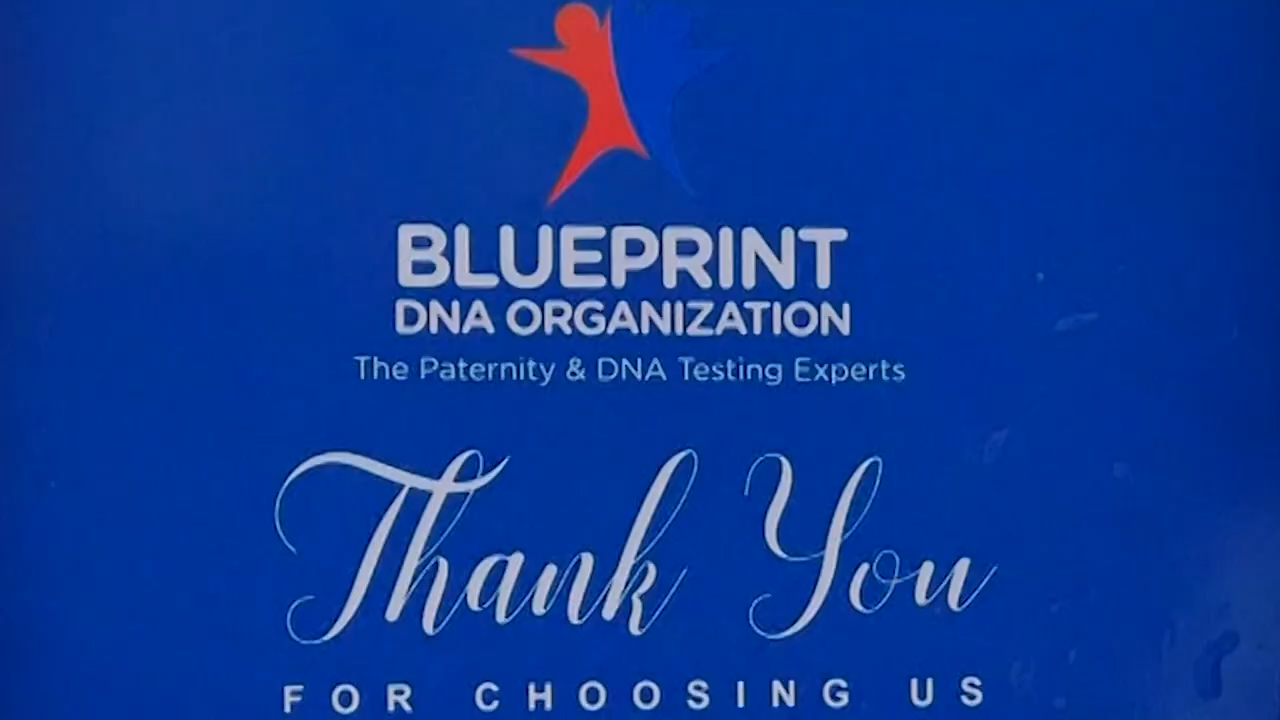 BLUEPRINT
DNA ORGANIZATION
The Paternity & DNA Testing Experts
Thank You
FOR CHOOSING US